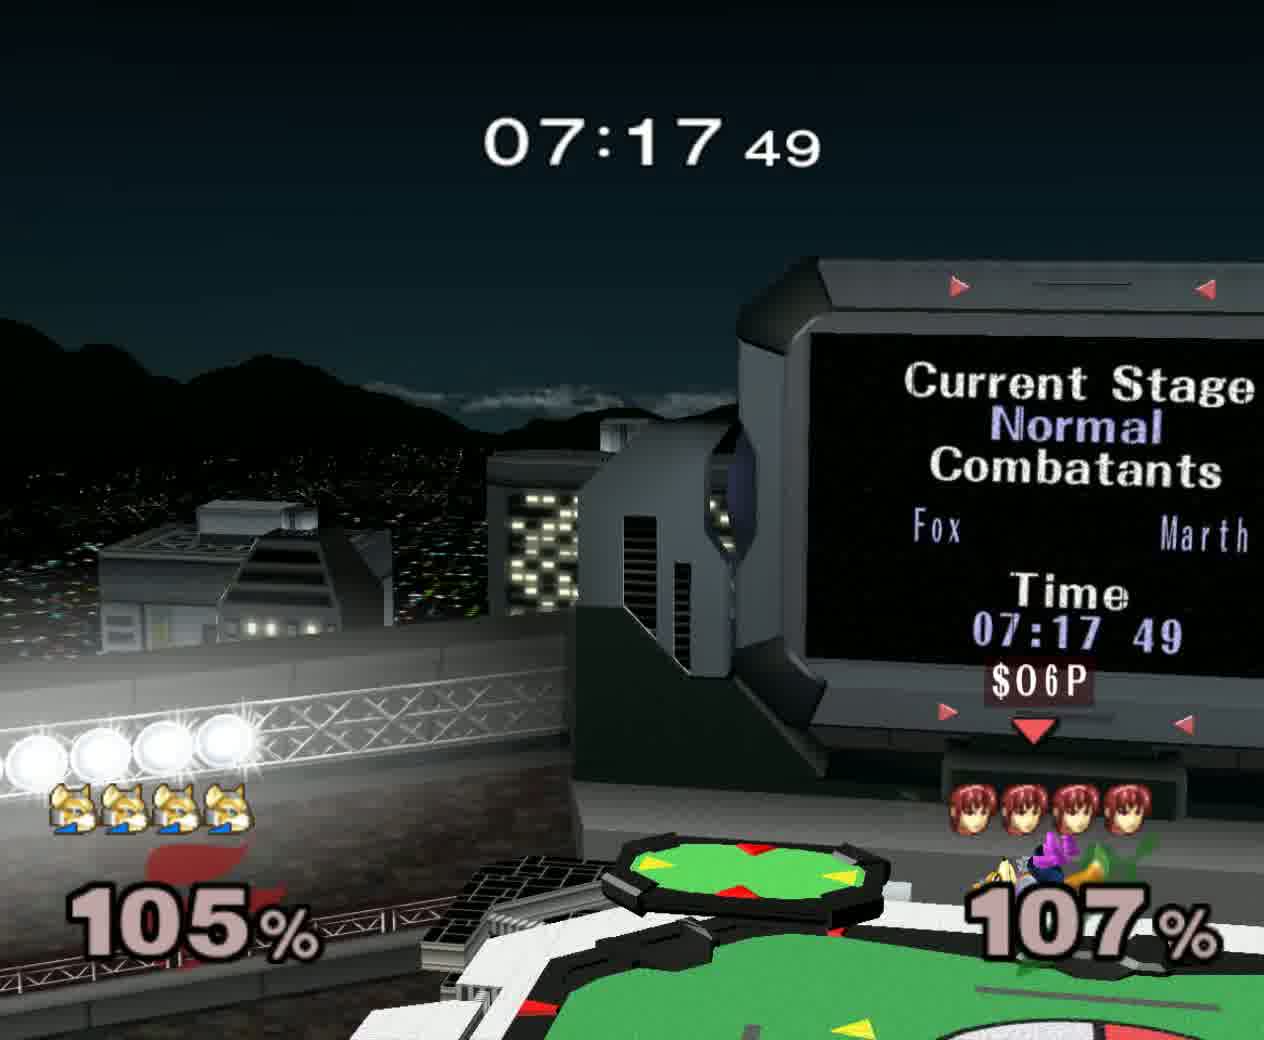 07:17 49
Current Stage
Normal
Combatants
Fox Marth
Time
07:17 49
$06P
105%
107%